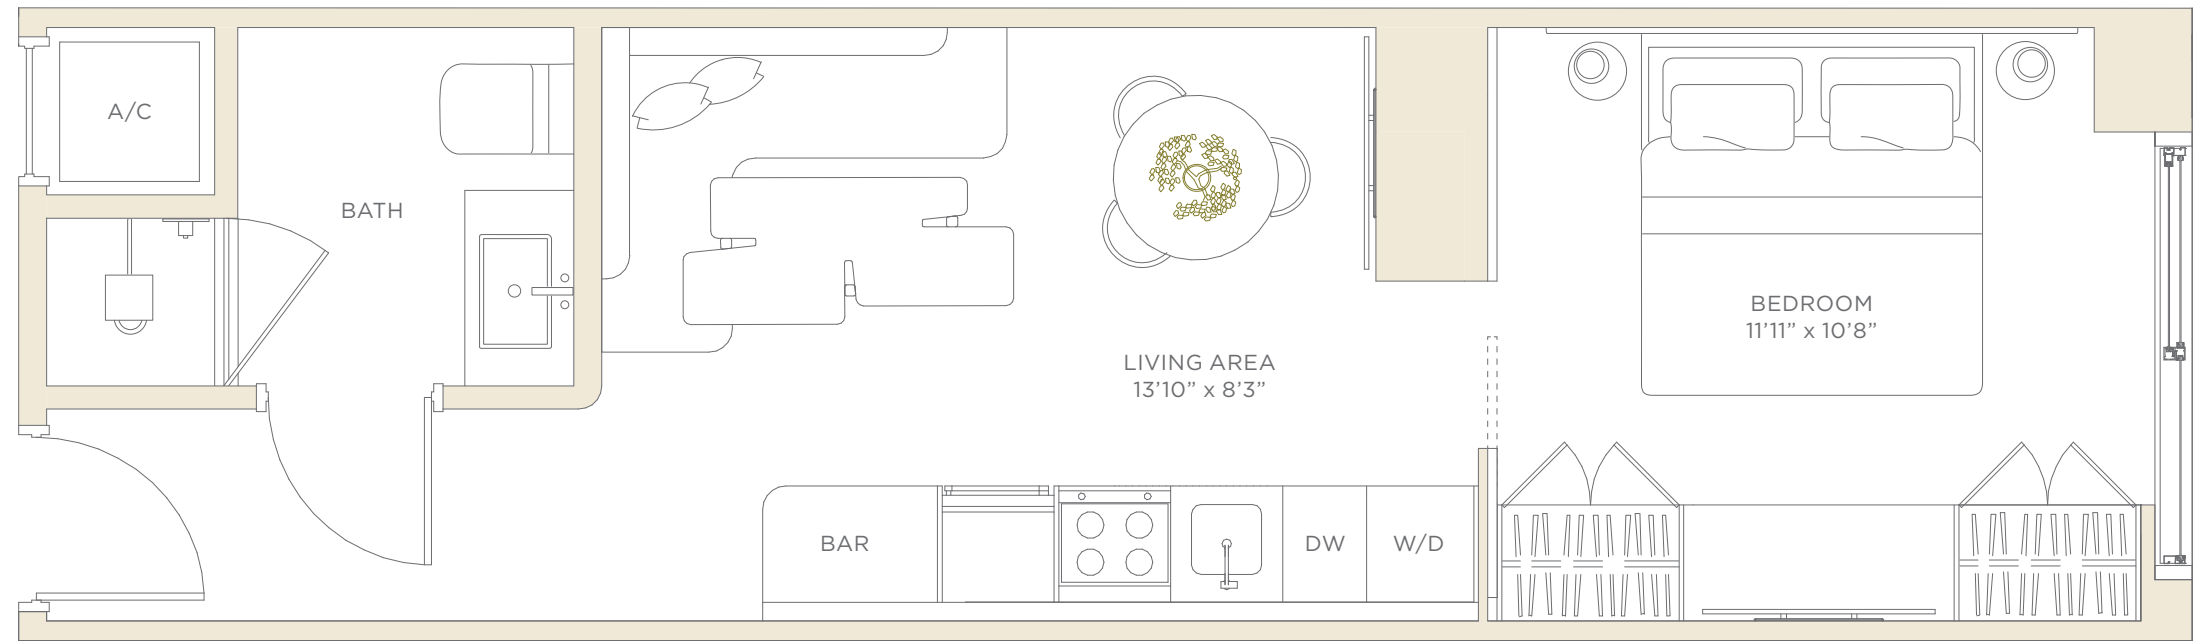 A/C
BATH
BEDROOM
11’11” x 10’8”
LIVING AREA
13’10” x 8’3”
BAR
DW
W/D